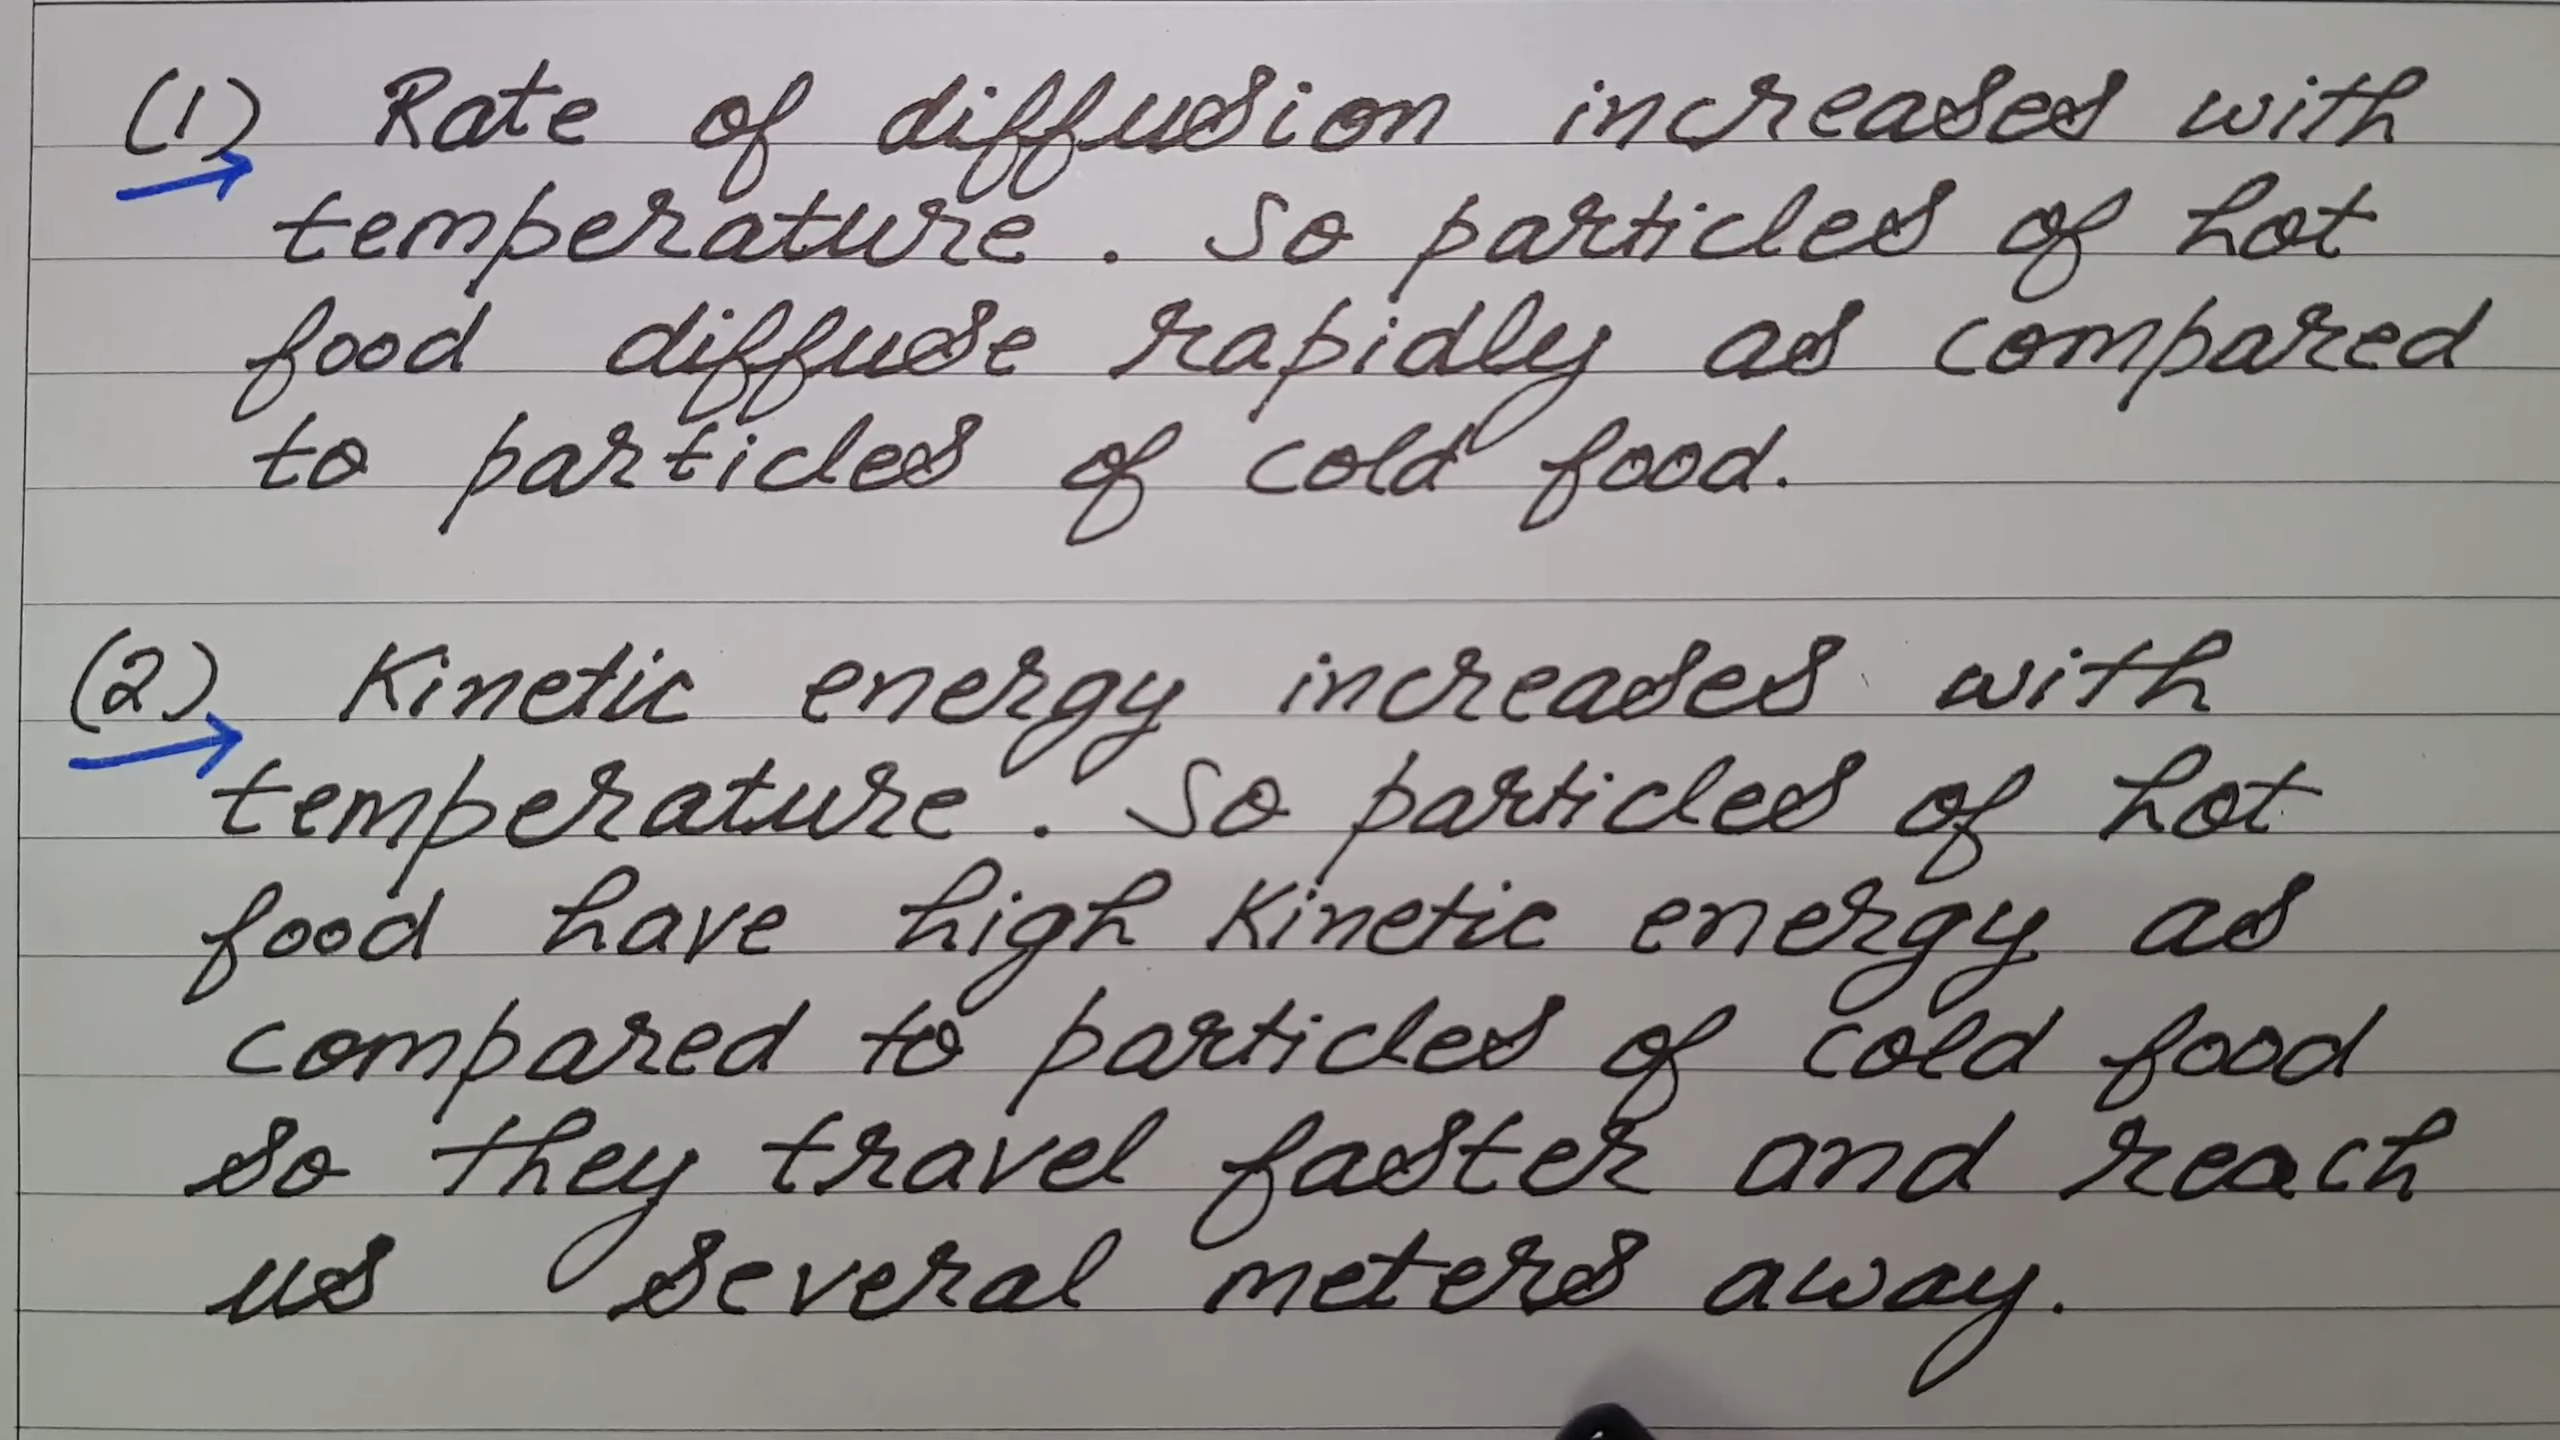 (1) Rate of diffusion increases with
temperature. So particles of hot
food diffuse rapidly as compared
to particles of cold food.
(2) Kinetic energy increases with
temperature. So particles of hot
food have high kinetic energy as
compared to particles of cold food
so they travel faster and reach
us several meters away.